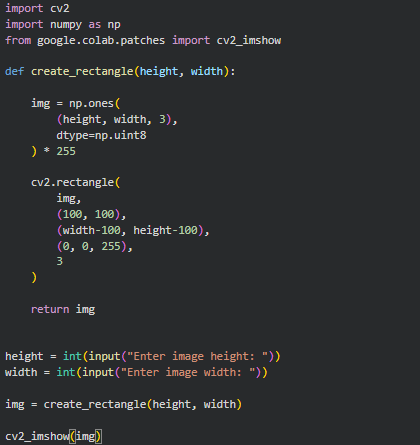 import cv2
import numpy as np
from google.colab.patches import cv2_imshow
def create_rectangle(height, width):
    img = np.ones(
        (height, width, 3),
        dtype=np.uint8
    ) * 255
    cv2.rectangle(
        img,
        (100, 100),
        (width-100, height-100),
        (0, 0, 255),
        3
    )
    return img
height = int(input("Enter image height: "))
width = int(input("Enter image width: "))
img = create_rectangle(height, width)
cv2_imshow(img)